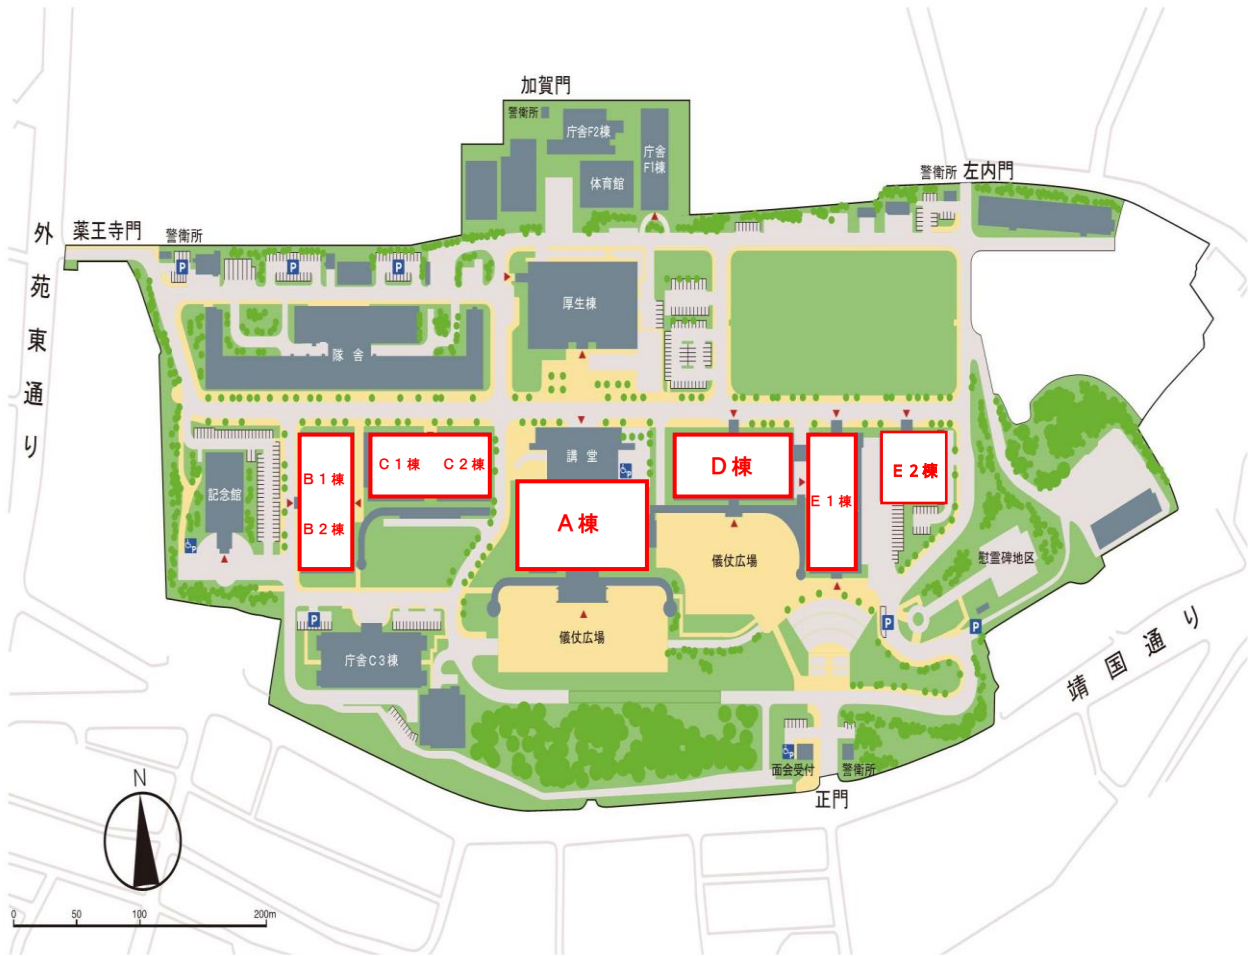 加賀門
警衛所
庁舎F2棟
庁舎
F1棟
体育館
警衛所
左内門
外苑東通り
薬王寺門
警衛所
P
P
P
厚生棟
隊舎
講堂
P
記念館
P
B1棟
B2棟
C1棟 C2棟
A棟
D棟
E1棟
E2棟
儀仗広場
儀仗広場
慰霊碑地区
P
P
P
庁舎C3棟
靖国通り
P
面会受付
警衛所
正門
N
0 50 100 200m